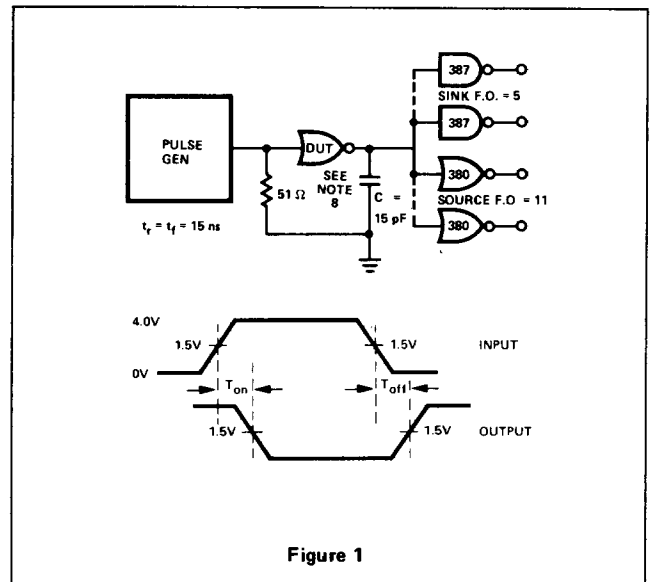 387
SINK F.O. = 5
387
PULSE
GEN
DUT
SEE
NOTE
8
51 Ω
C =
15 pF
380
SOURCE F.O = 11
380
t_r = t_f = 15 ns
4.0V
1.5V
1.5V
INPUT
0V
T_on
T_off
1.5V
1.5V
OUTPUT
Figure 1